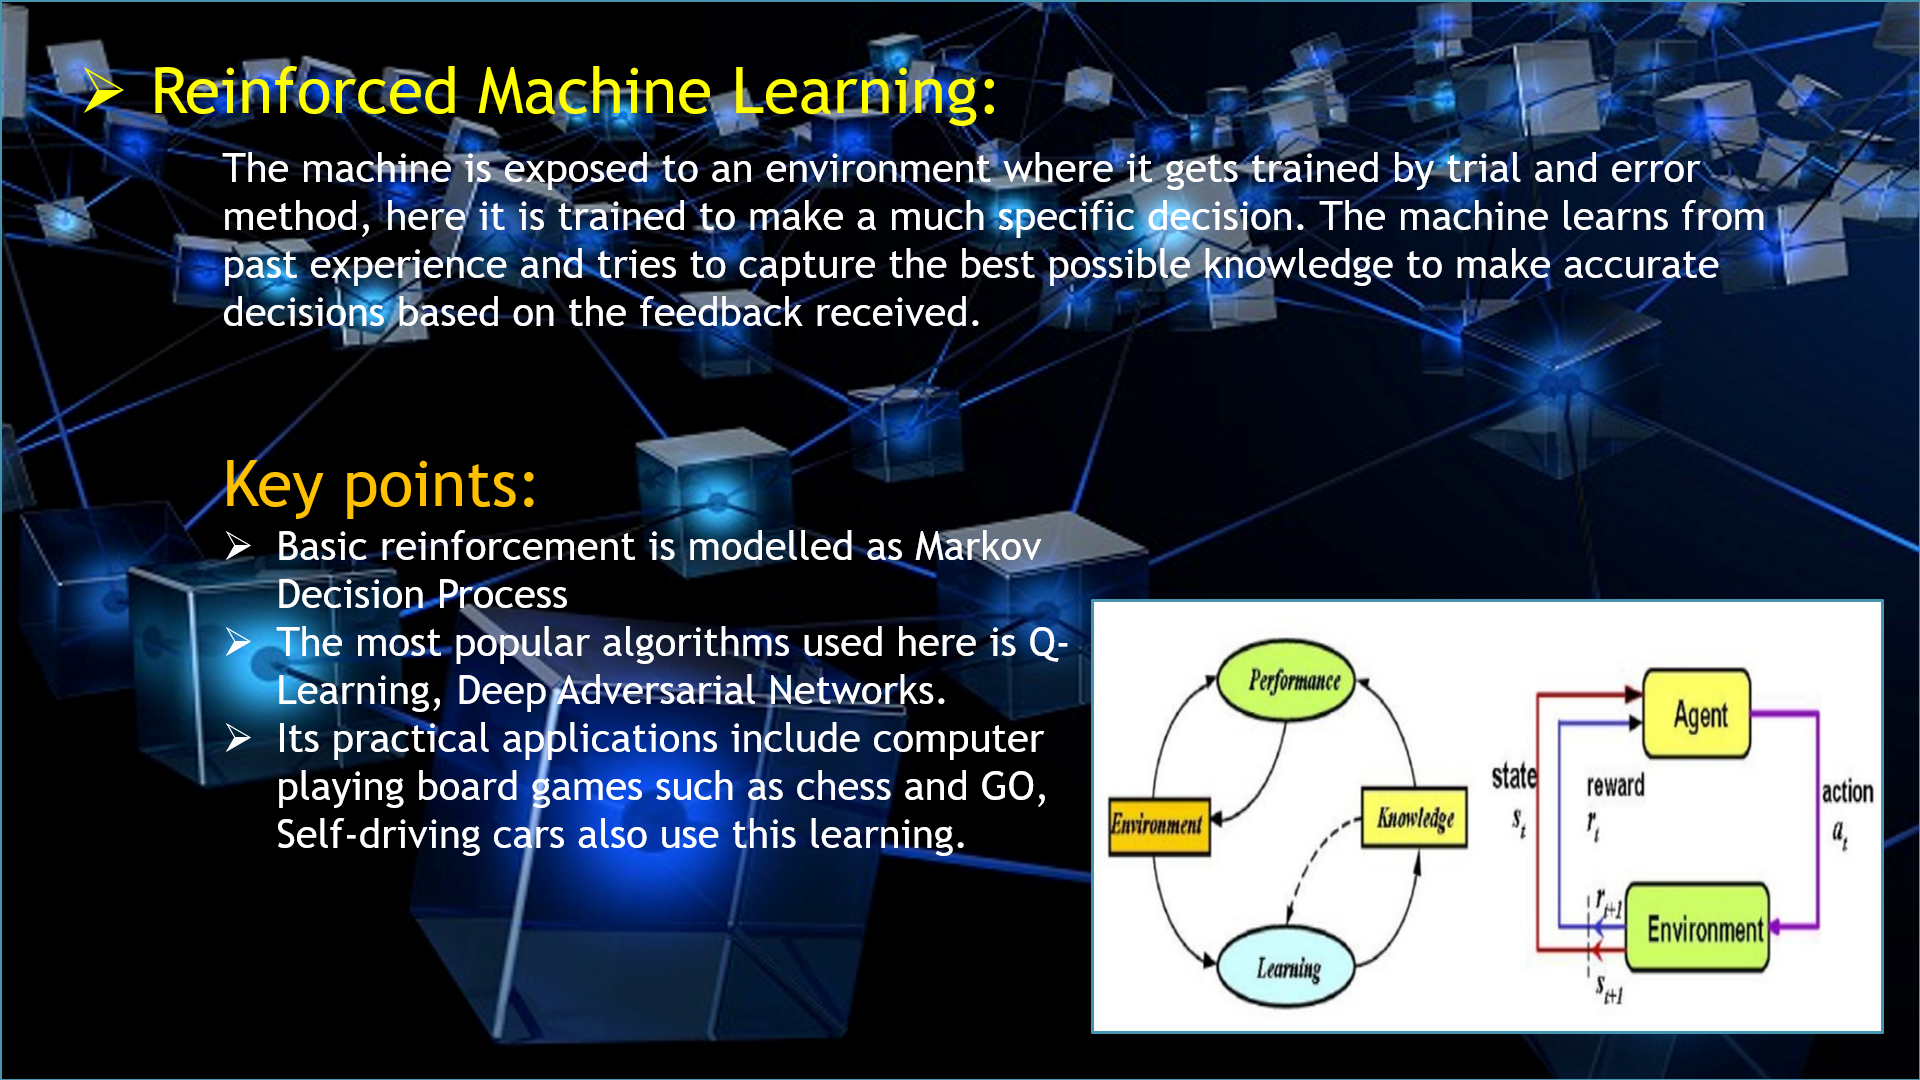 ➢ Reinforced Machine Learning:
The machine is exposed to an environment where it gets trained by trial and error
method, here it is trained to make a much specific decision. The machine learns from
past experience and tries to capture the best possible knowledge to make accurate
decisions based on the feedback received.
Key points:
➢ Basic reinforcement is modelled as Markov
Decision Process
➢ The most popular algorithms used here is Q-
Learning, Deep Adversarial Networks.
➢ Its practical applications include computer
playing board games such as chess and GO,
Self-driving cars also use this learning.
Performance
Environment
Knowledge
Learning
Agent
state
s_t
reward
r_t
action
a_t
r_t+1
Environment
s_t+1